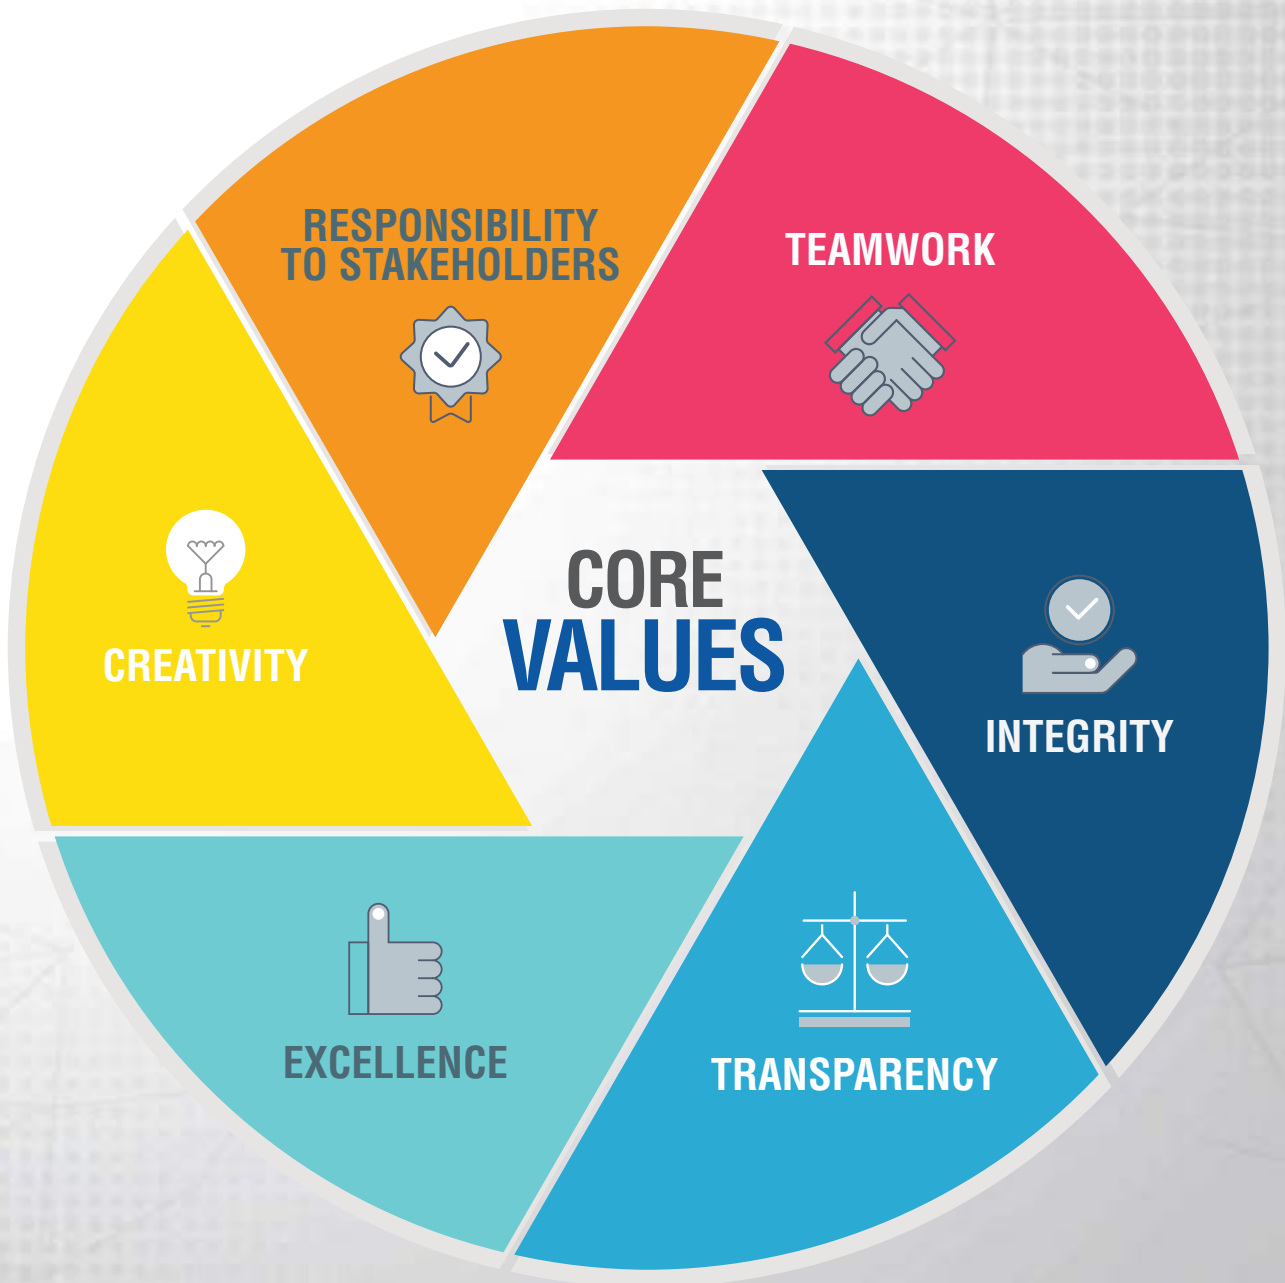 RESPONSIBILITY
TO STAKEHOLDERS
TEAMWORK
CORE
VALUES
CREATIVITY
INTEGRITY
EXCELLENCE
TRANSPARENCY